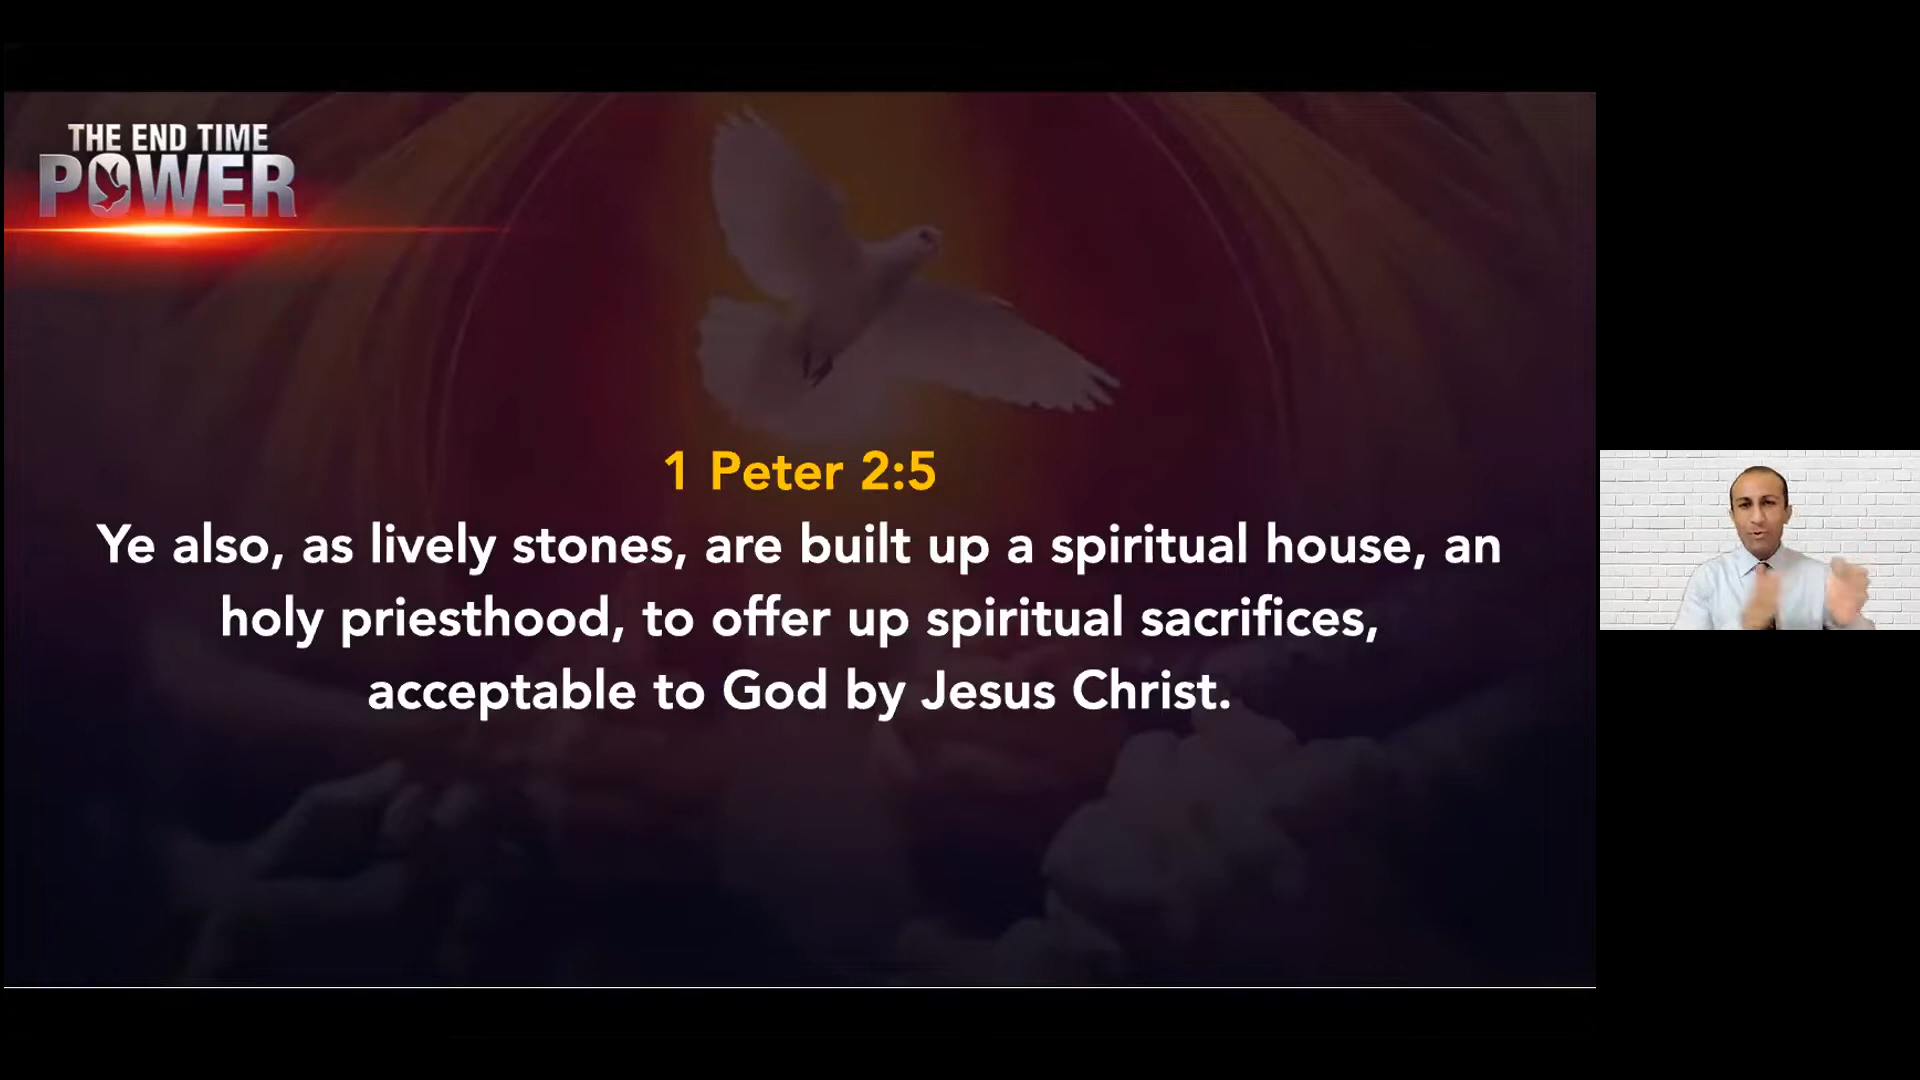 THE END TIME
POWER
1 Peter 2:5
Ye also, as lively stones, are built up a spiritual house, an
holy priesthood, to offer up spiritual sacrifices,
acceptable to God by Jesus Christ.